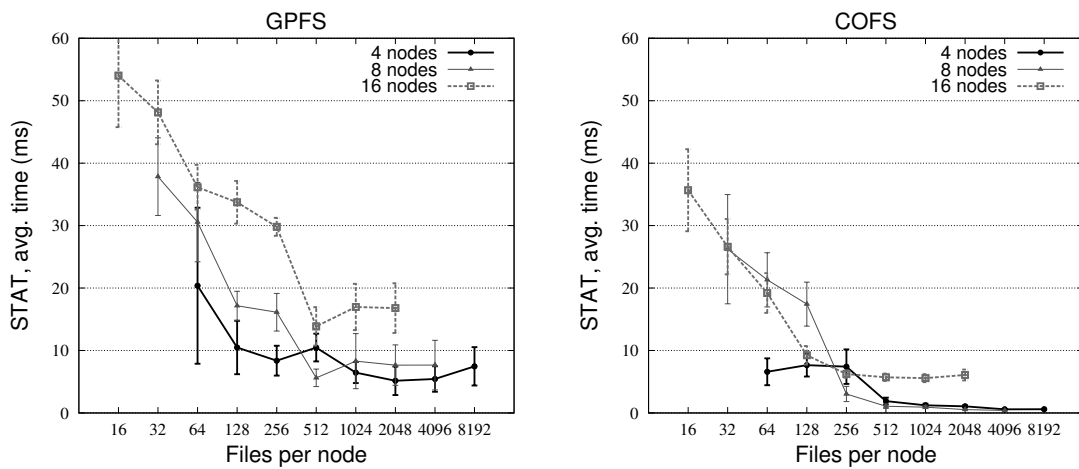 GPFS
60
50
40
30
20
10
0
STAT, avg. time (ms)
4 nodes
8 nodes
16 nodes
16 32 64 128 256 512 1024 2048 4096 8192
Files per node
COFS
60
50
40
30
20
10
0
STAT, avg. time (ms)
4 nodes
8 nodes
16 nodes
16 32 64 128 256 512 1024 2048 4096 8192
Files per node